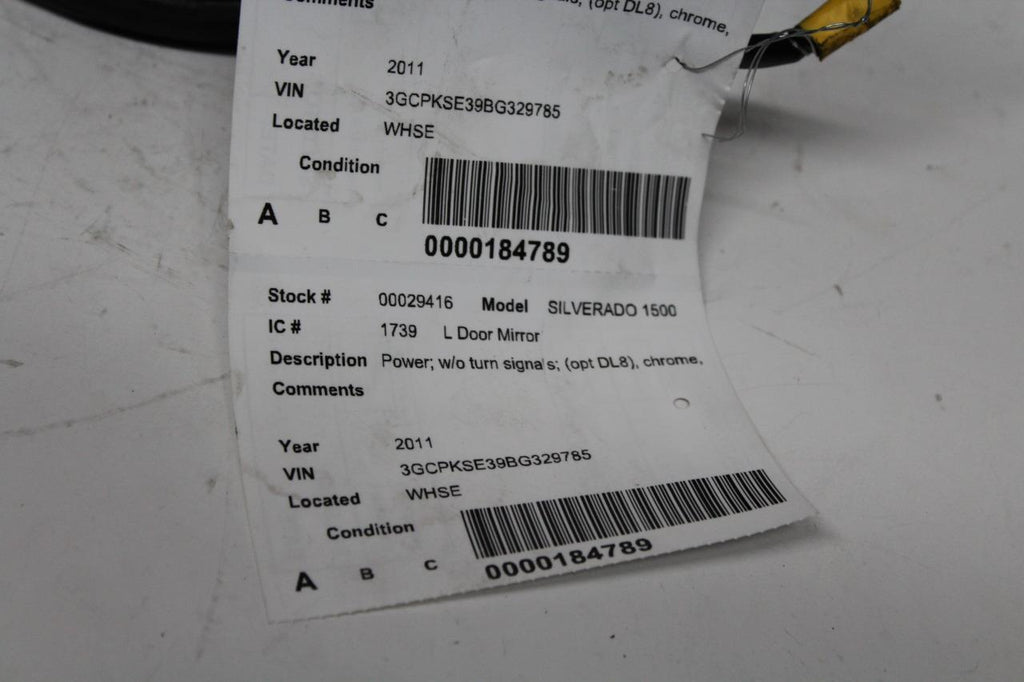 Comments signals; (opt DL8), chrome,
Year 2011
VIN 3GCPKSE39BG329785
Located WHSE
Condition
A B C
0000184789
Stock # 00029416 Model SILVERADO 1500
IC # 1739 L Door Mirror
Description Power; w/o turn signals; (opt DL8), chrome,
Comments
Year 2011
VIN 3GCPKSE39BG329785
Located WHSE
Condition
A B C
0000184789